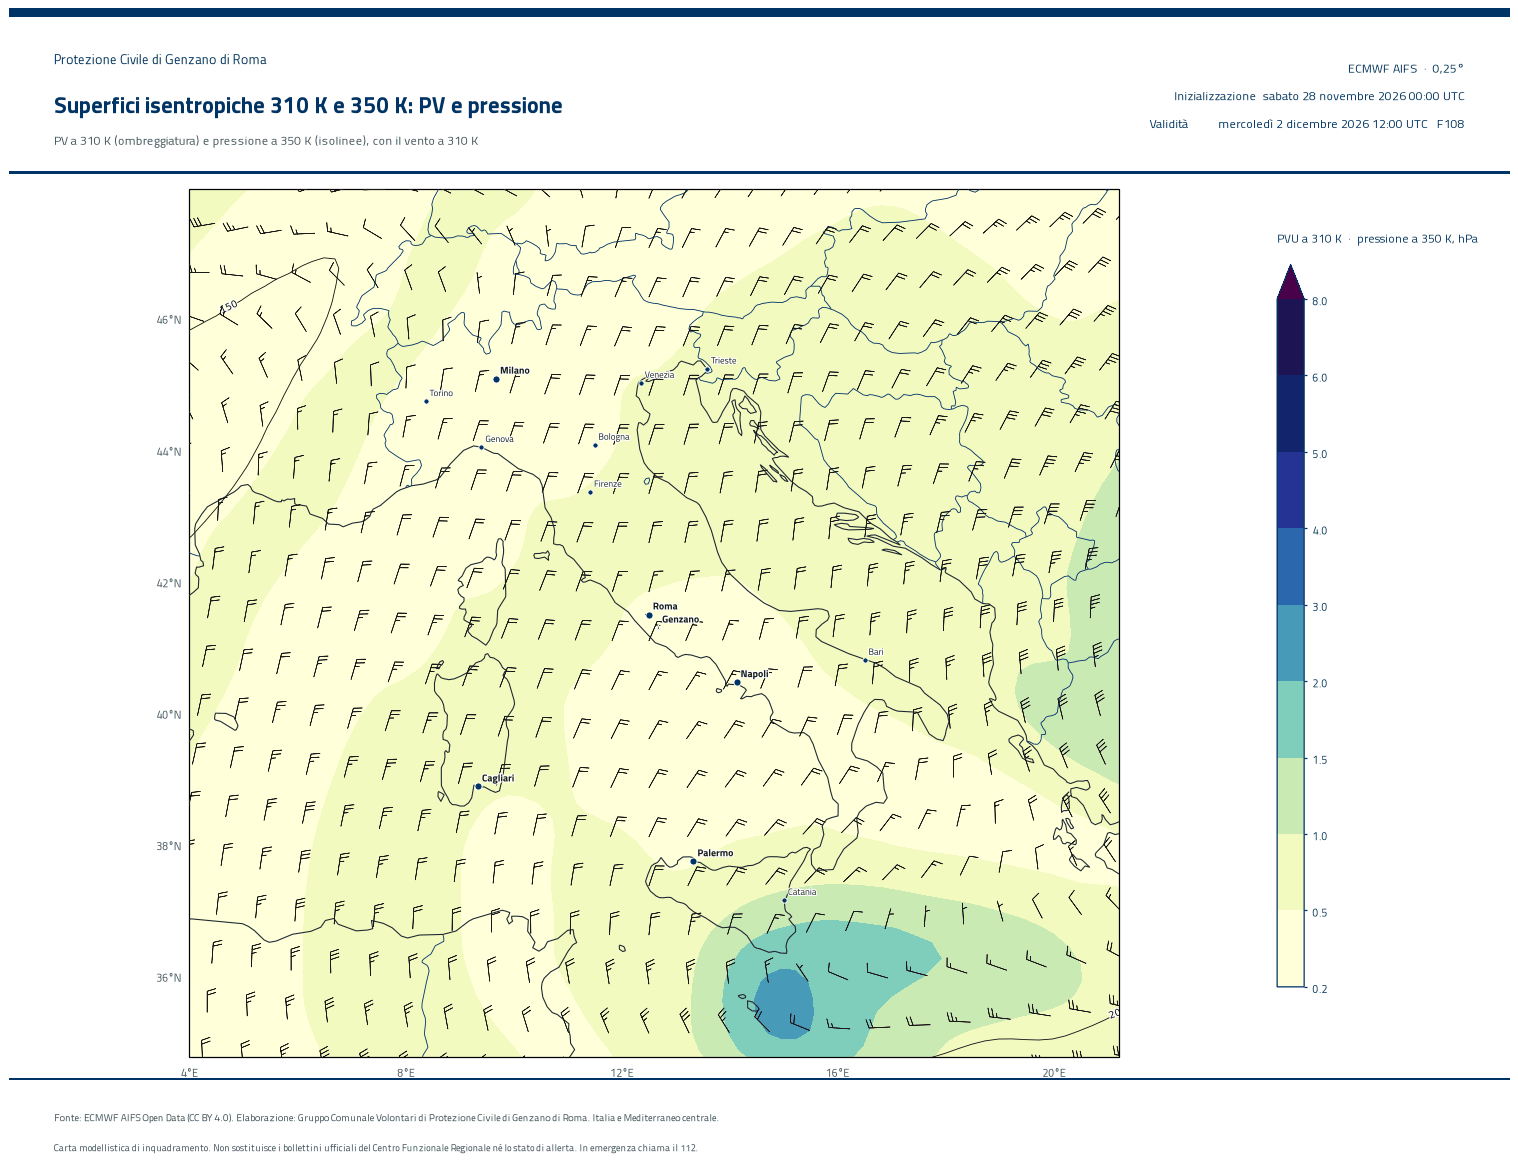 Protezione Civile di Genzano di Roma
Superfici isentropiche 310 K e 350 K: PV e pressione
PV a 310 K (ombreggiatura) e pressione a 350 K (isolinee), con il vento a 310 K
ECMWF AIFS · 0,25°
Inizializzazione sabato 28 novembre 2026 00:00 UTC
Validità mercoledì 2 dicembre 2026 12:00 UTC F108
PVU a 310 K · pressione a 350 K, hPa
8.0
6.0
5.0
4.0
3.0
2.0
1.5
1.0
0.5
0.2
46°N
44°N
42°N
40°N
38°N
36°N
4°E
8°E
12°E
16°E
20°E
150
20
Milano
Torino
Venezia
Trieste
Genova
Bologna
Firenze
Roma
Genzano
Napoli
Bari
Cagliari
Palermo
Catania
Fonte: ECMWF AIFS Open Data (CC BY 4.0). Elaborazione: Gruppo Comunale Volontari di Protezione Civile di Genzano di Roma. Italia e Mediterraneo centrale.
Carta modellistica di inquadramento. Non sostituisce i bollettini ufficiali del Centro Funzionale Regionale né lo stato di allerta. In emergenza chiama il 112.